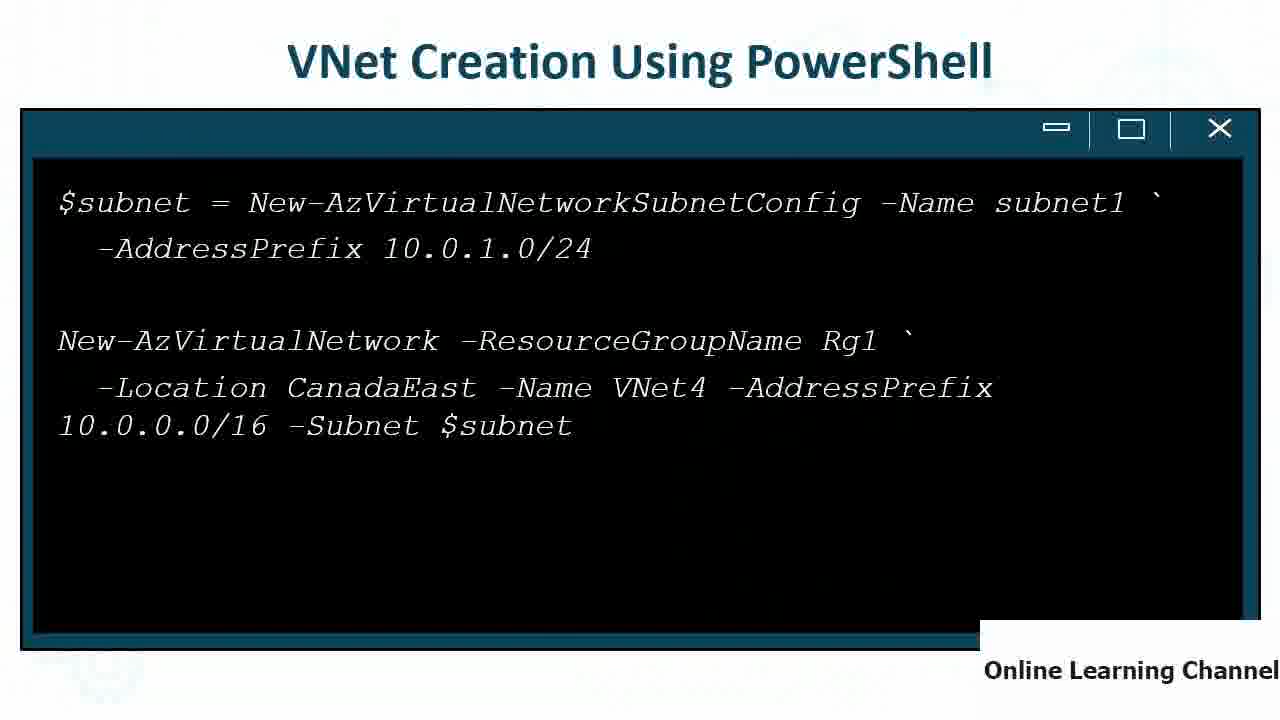 VNet Creation Using PowerShell
$subnet = New-AzVirtualNetworkSubnetConfig -Name subnet1 `
-AddressPrefix 10.0.1.0/24
New-AzVirtualNetwork -ResourceGroupName Rg1 `
-Location CanadaEast -Name VNet4 -AddressPrefix
10.0.0.0/16 -Subnet $subnet
Online Learning Channel